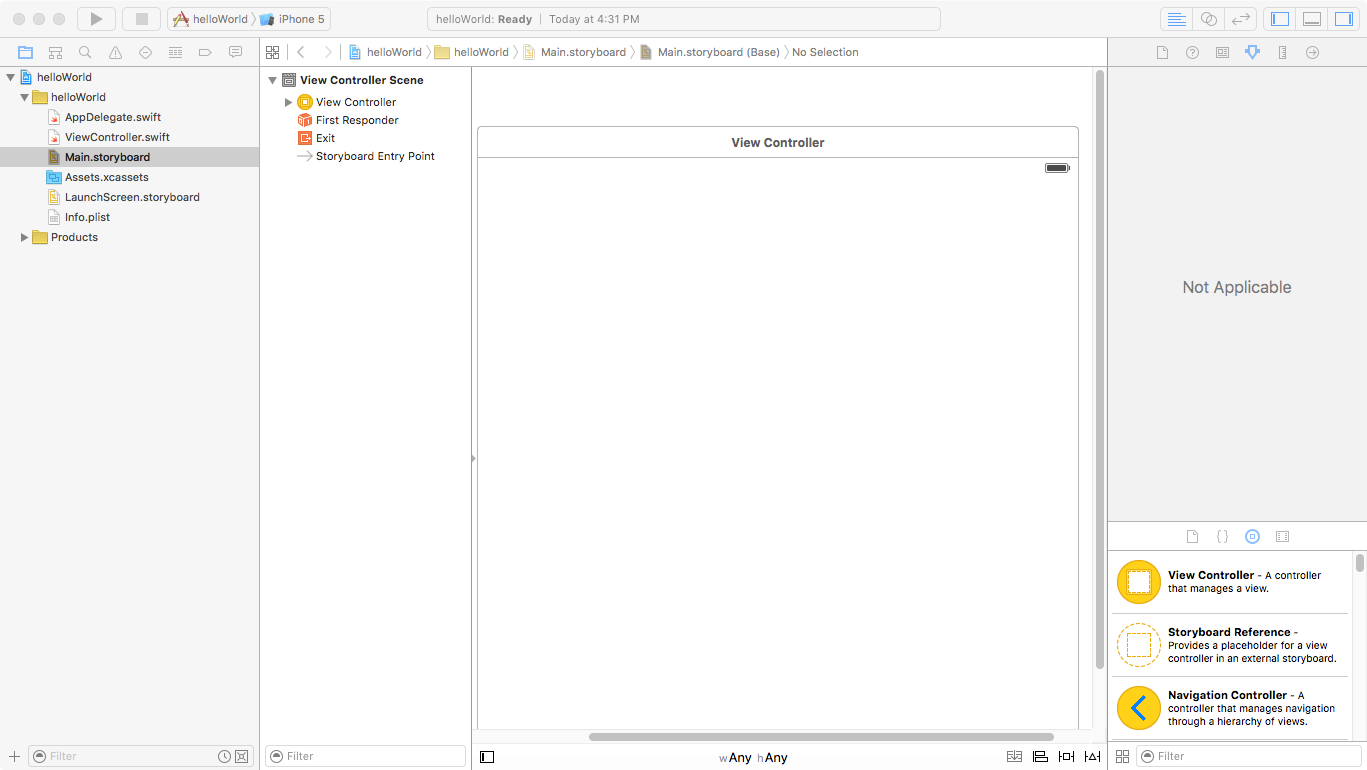 helloWorld iPhone 5
helloWorld: Ready | Today at 4:31 PM
helloWorld helloWorld Main.storyboard Main.storyboard (Base) No Selection
helloWorld
helloWorld
AppDelegate.swift
ViewController.swift
Main.storyboard
Assets.xcassets
LaunchScreen.storyboard
Info.plist
Products
Filter
View Controller Scene
View Controller
First Responder
Exit
Storyboard Entry Point
Filter
View Controller
wAny hAny
Not Applicable
View Controller - A controller
that manages a view.
Storyboard Reference -
Provides a placeholder for a view
controller in an external storyboard.
Navigation Controller - A
controller that manages navigation
through a hierarchy of views.
Filter